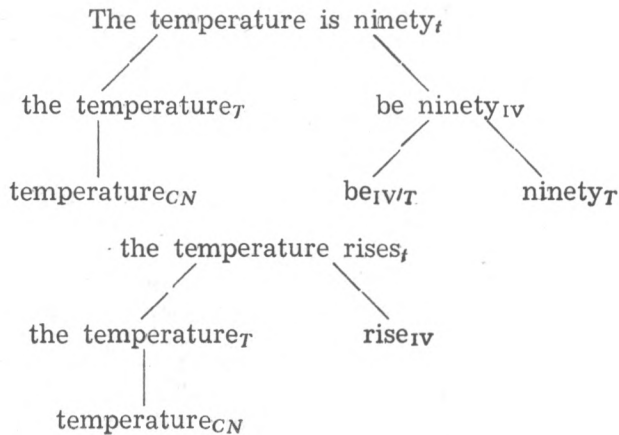 The temperature is ninety_t
the temperature_T be ninety_IV
temperature_CN be_IV/T ninety_T
the temperature rises_t
the temperature_T rise_IV
temperature_CN